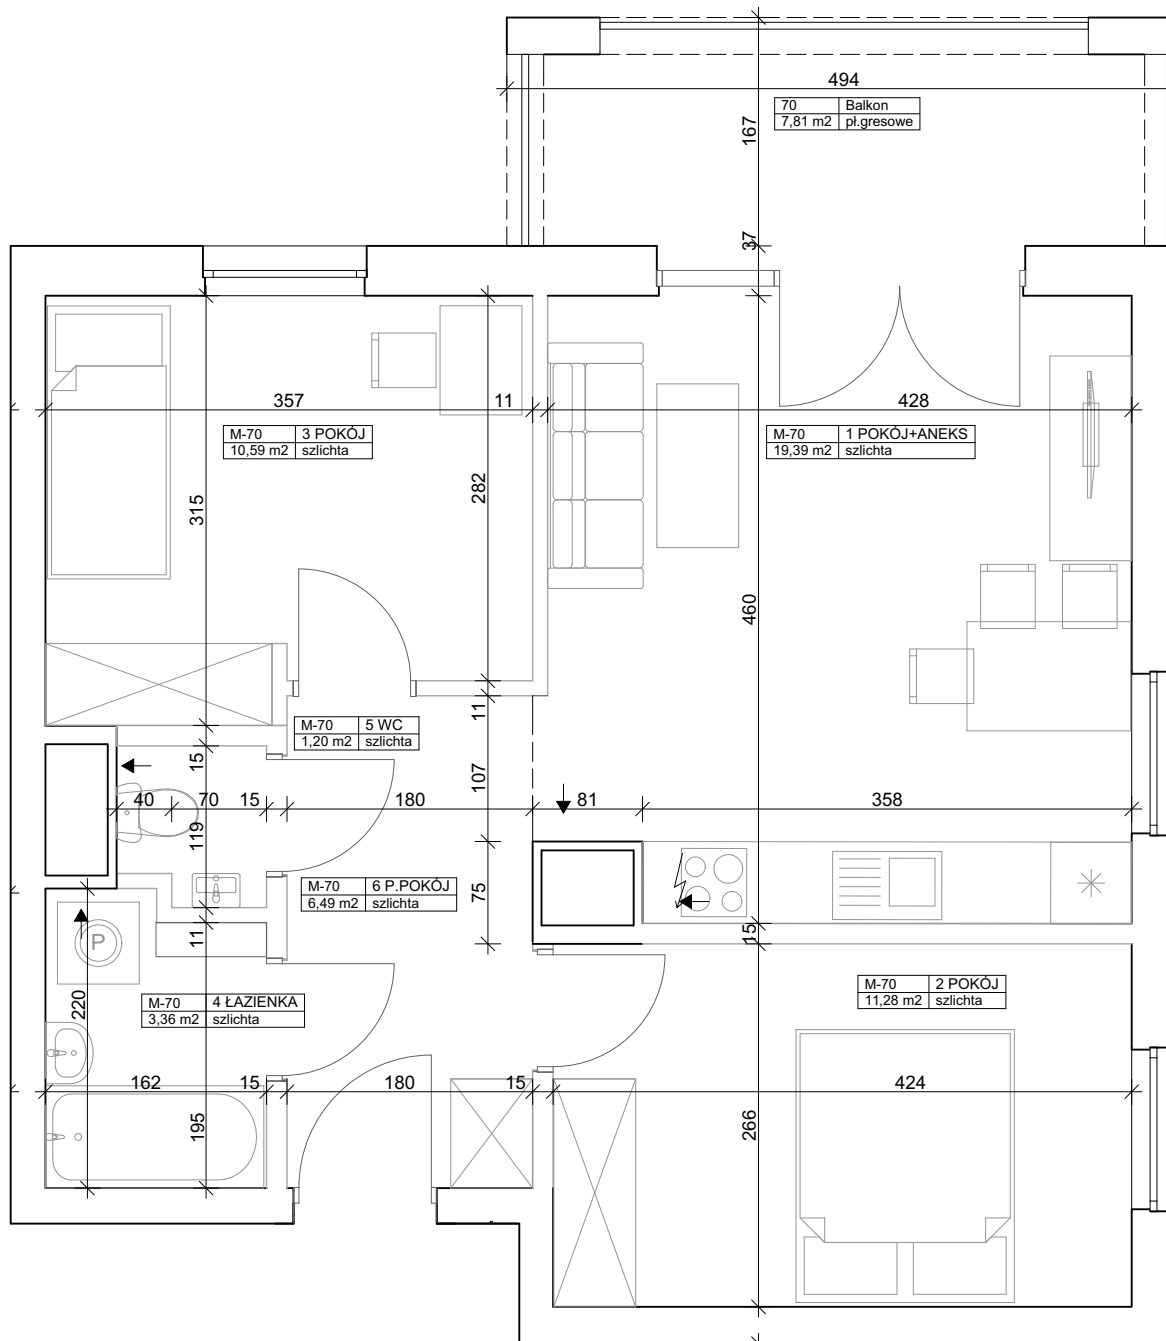 494
70 Balkon
7,81 m2 pł.gresowe
167
37
357
11
428
M-70 3 POKÓJ
10,59 m2 szlichta
M-70 1 POKÓJ+ANEKS
19,39 m2 szlichta
282
315
460
11
M-70 5 WC
1,20 m2 szlichta
15
107
40
70
15
180
81
358
119
M-70 6 P.POKÓJ
6,49 m2 szlichta
75
11
15
P
220
M-70 4 ŁAZIENKA
3,36 m2 szlichta
M-70 2 POKÓJ
11,28 m2 szlichta
162
15
180
15
424
195
266